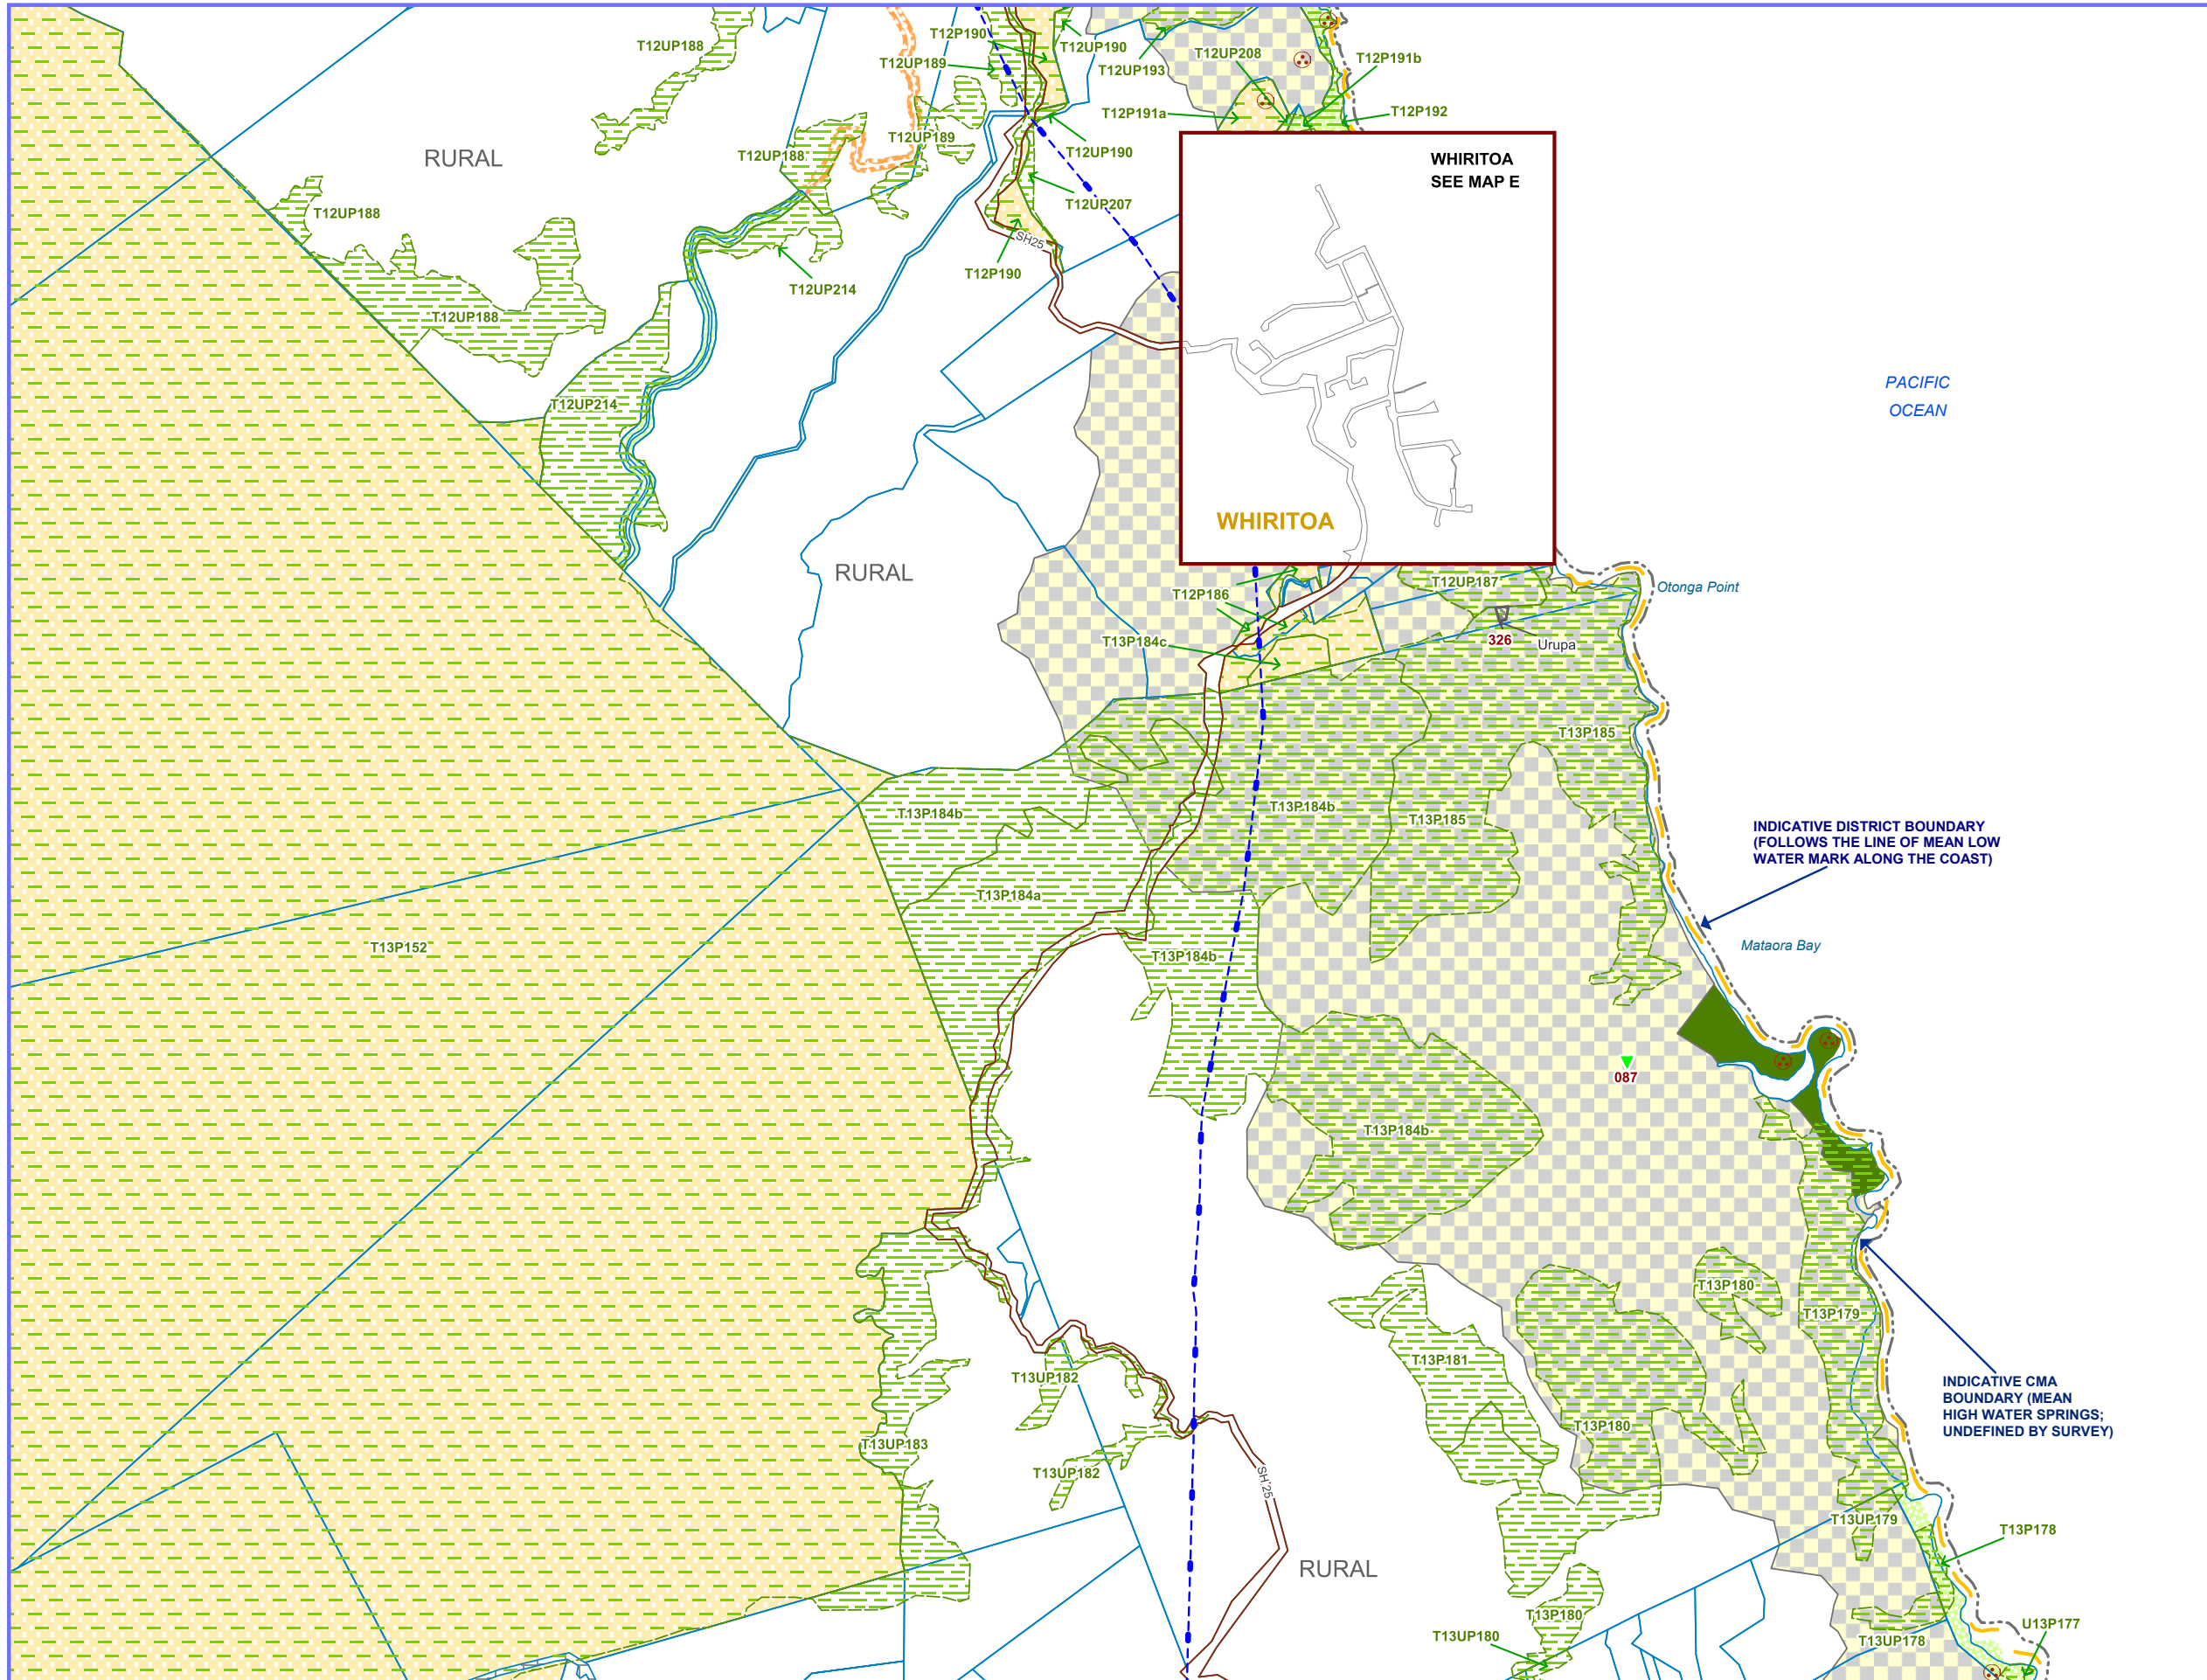 T12P190
T12UP188
T12UP190
T12UP208
T12P191b
T12UP189
T12UP193
T12P191a
T12P192
T12UP189
RURAL
T12UP188
T12UP190
WHIRITOA
SEE MAP E
T12UP207
T12UP188
SH25
T12P190
T12UP214
T12UP188
PACIFIC
OCEAN
T12UP214
WHIRITOA
RURAL
T12UP187
Otonga Point
T12P186
326
Urupa
T13P184c
T13P185
T13P184b
T13P184b
T13P185
INDICATIVE DISTRICT BOUNDARY
(FOLLOWS THE LINE OF MEAN LOW
WATER MARK ALONG THE COAST)
T13P184a
T13P152
Mataora Bay
T13P184b
087
T13P184b
T13P180
T13P179
T13P181
T13UP182
INDICATIVE CMA
BOUNDARY (MEAN
HIGH WATER SPRINGS;
UNDEFINED BY SURVEY)
T13P180
T13UP183
T13UP182
SH 25
T13UP179
T13P178
RURAL
T13P180
U13P177
T13UP180
T13UP178